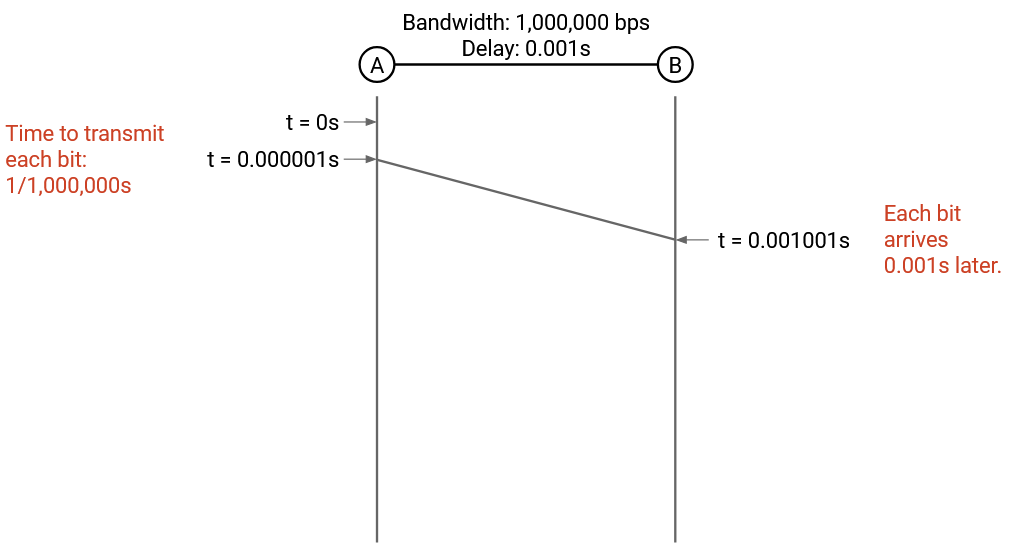 Bandwidth: 1,000,000 bps
Delay: 0.001s
A
B
t = 0s
Time to transmit
each bit:
1/1,000,000s
t = 0.000001s
t = 0.001001s
Each bit
arrives
0.001s later.